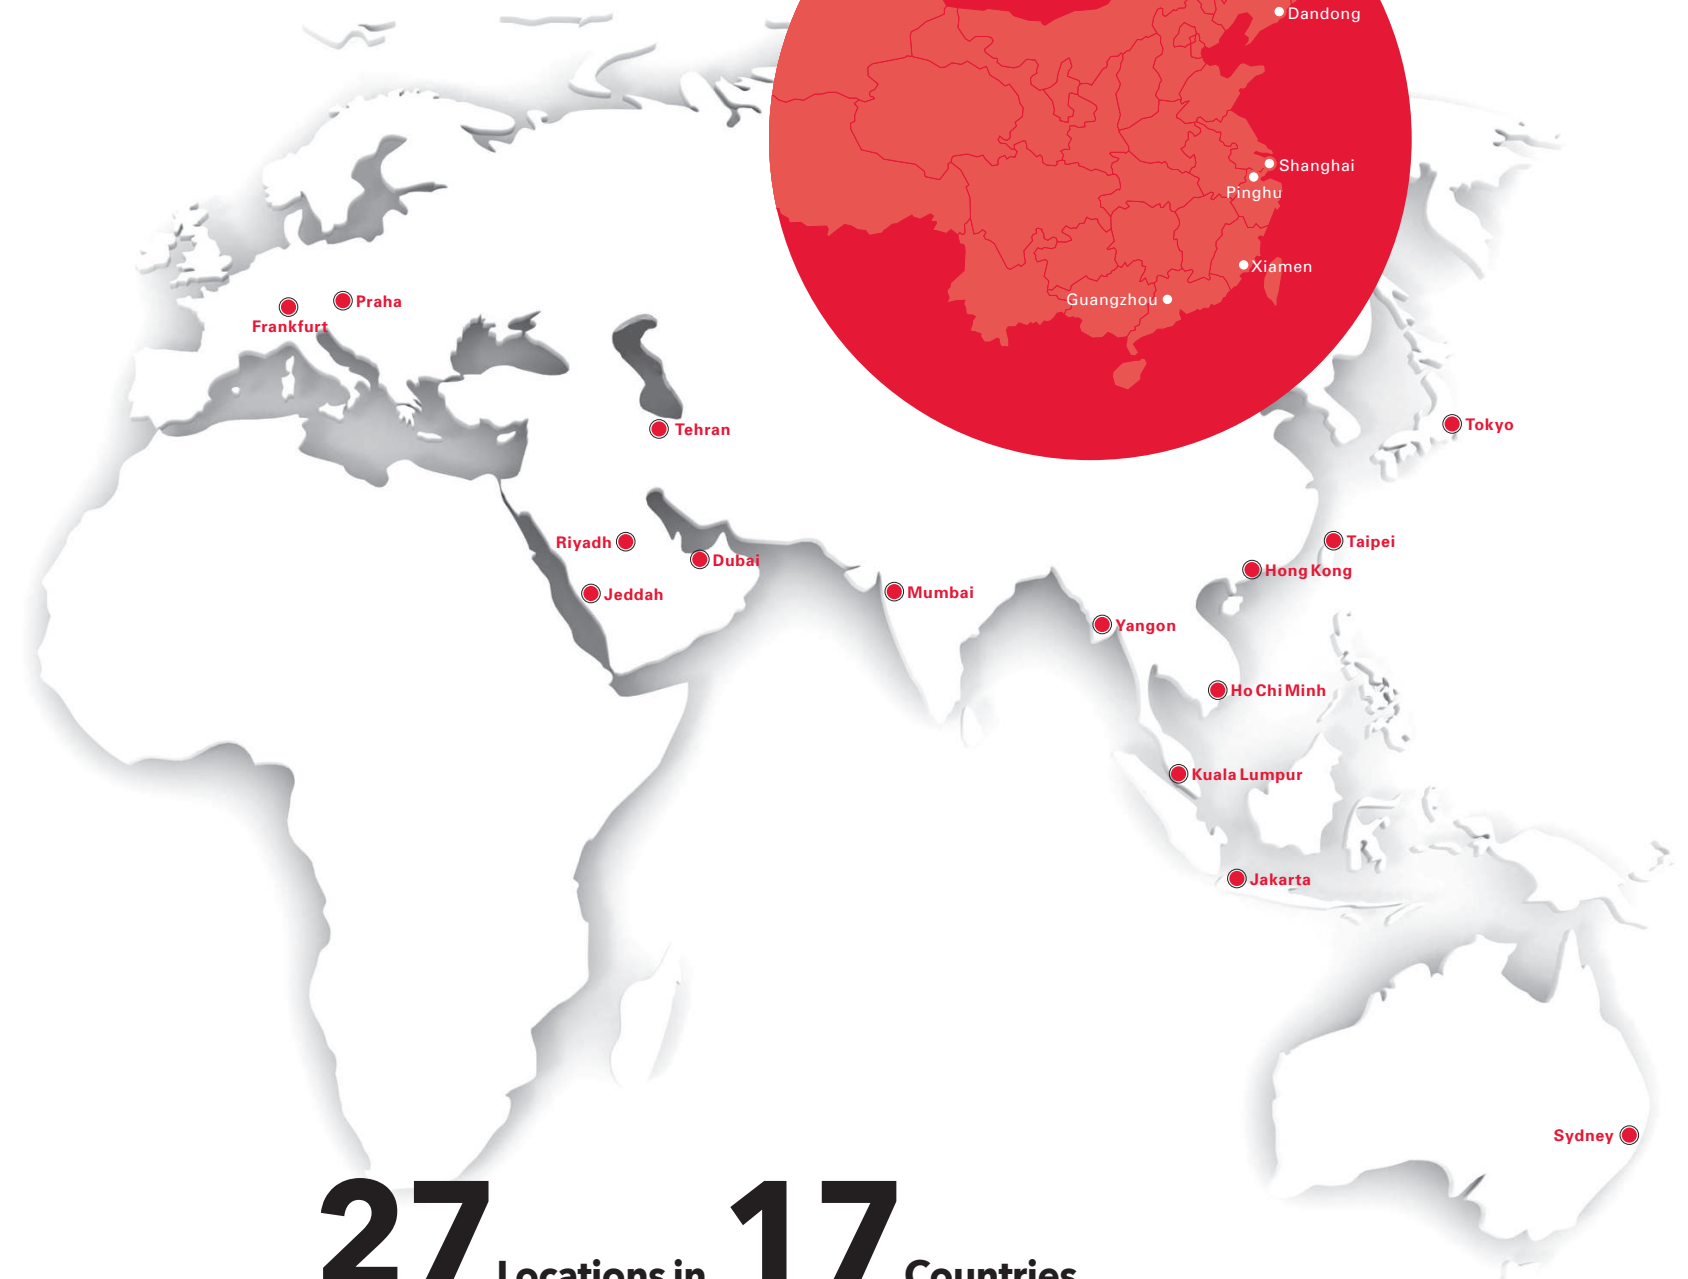 Dandong
Shanghai
Pinghu
Xiamen
Guangzhou
Praha
Frankfurt
Tehran
Tokyo
Riyadh
Dubai
Jeddah
Taipei
Hong Kong
Mumbai
Yangon
Ho Chi Minh
Kuala Lumpur
Jakarta
Sydney
27 Locations in 17 Countries